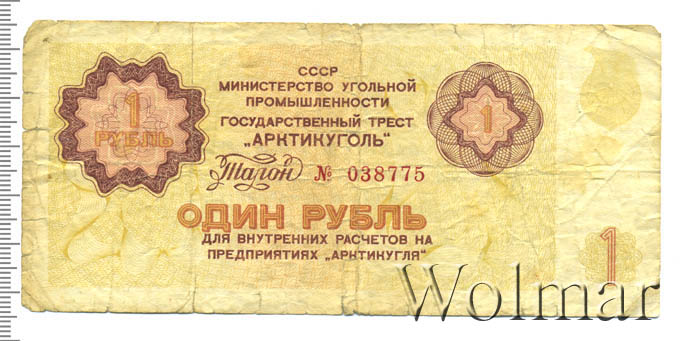 СССР
МИНИСТЕРСТВО УГОЛЬНОЙ
ПРОМЫШЛЕННОСТИ
ГОСУДАРСТВЕННЫЙ ТРЕСТ
„АРКТИКУГОЛЬ"
1
РУБЛЬ
1
Талон № 038775
ОДИН РУБЛЬ
ДЛЯ ВНУТРЕННИХ РАСЧЕТОВ НА
ПРЕДПРИЯТИЯХ „АРКТИКУГЛЯ"
1
Wolmar